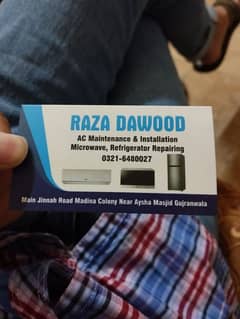 RAZA DAWOOD
AC Maintenance & Installation
Microwave, Refrigerator Repairing
0321-6480027
Main Jinnah Road Madina Colony Near Aysha Masjid Gujranwala